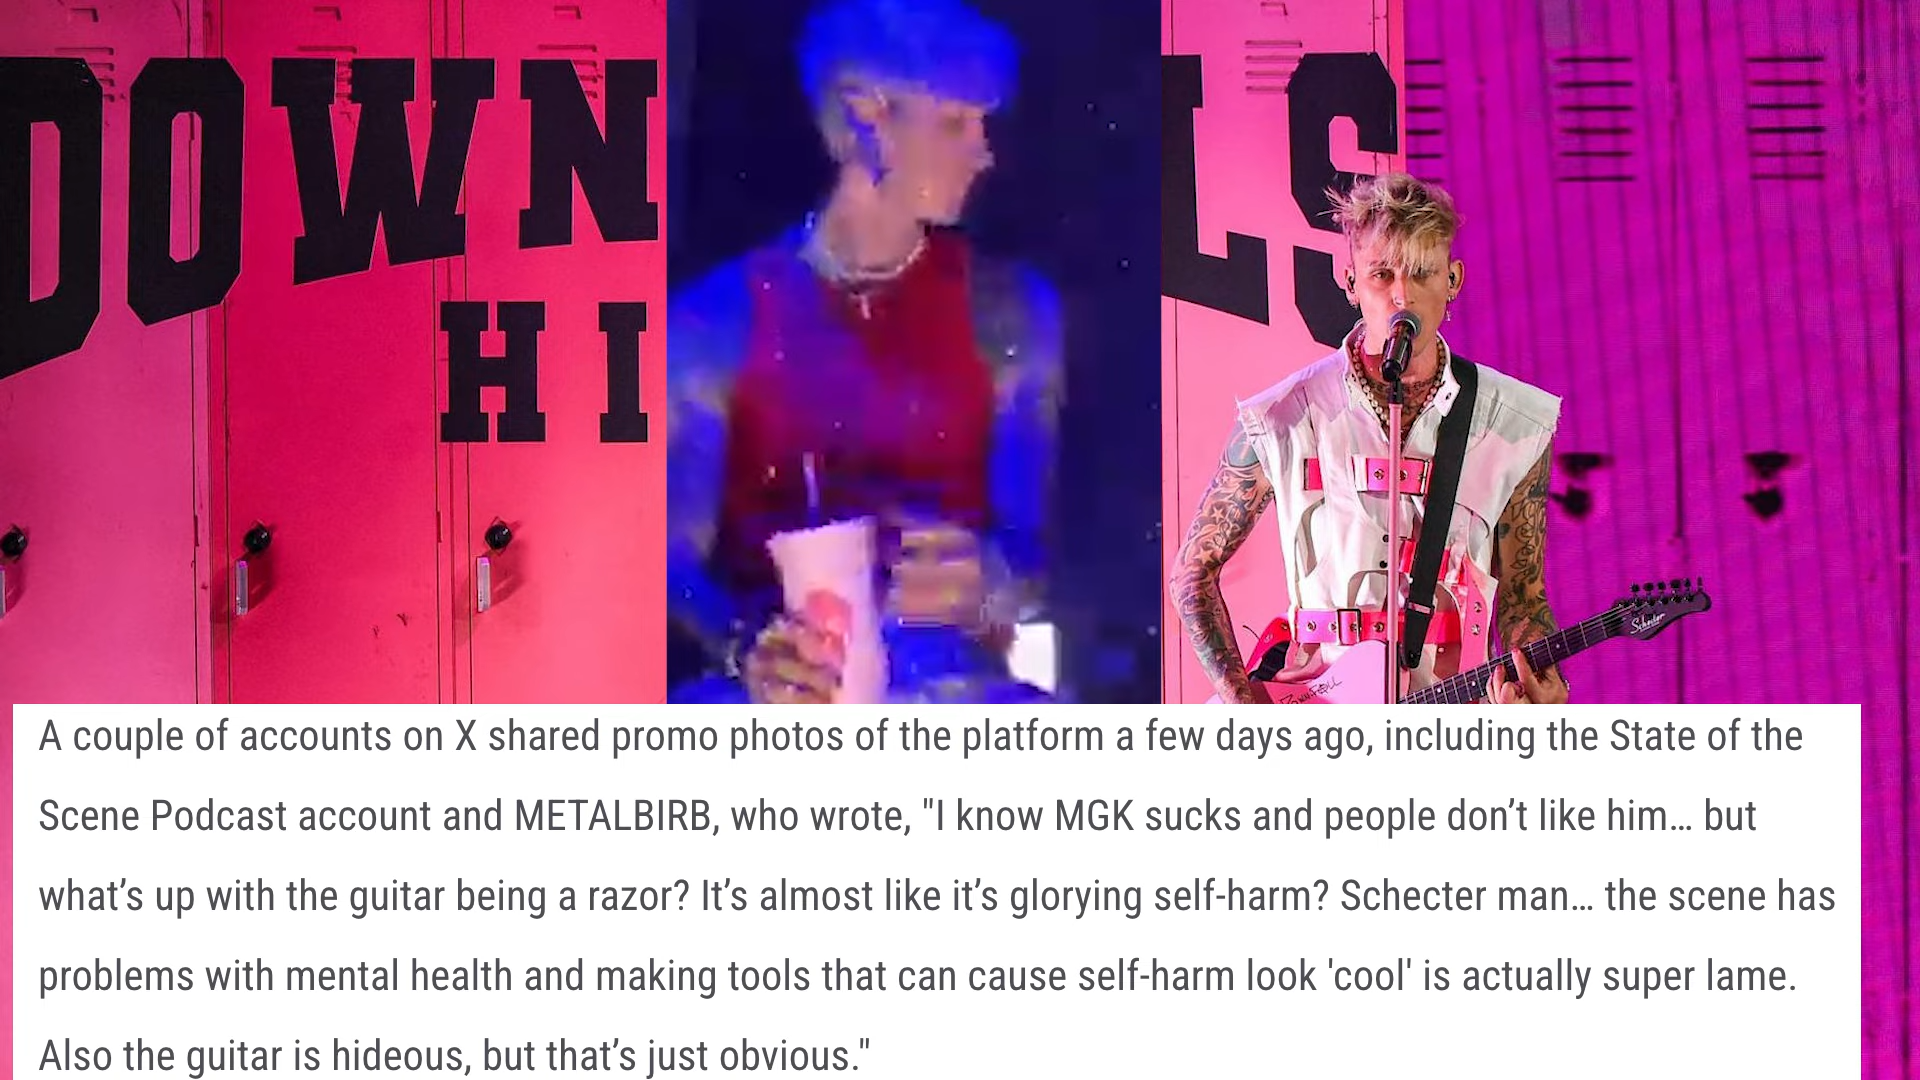 DOWN
LS
HI
Schecter
DOWNFALL
A couple of accounts on X shared promo photos of the platform a few days ago, including the State of the
Scene Podcast account and METALBIRB, who wrote, "I know MGK sucks and people don’t like him… but
what’s up with the guitar being a razor? It’s almost like it’s glorying self-harm? Schecter man… the scene has
problems with mental health and making tools that can cause self-harm look 'cool' is actually super lame.
Also the guitar is hideous, but that’s just obvious."